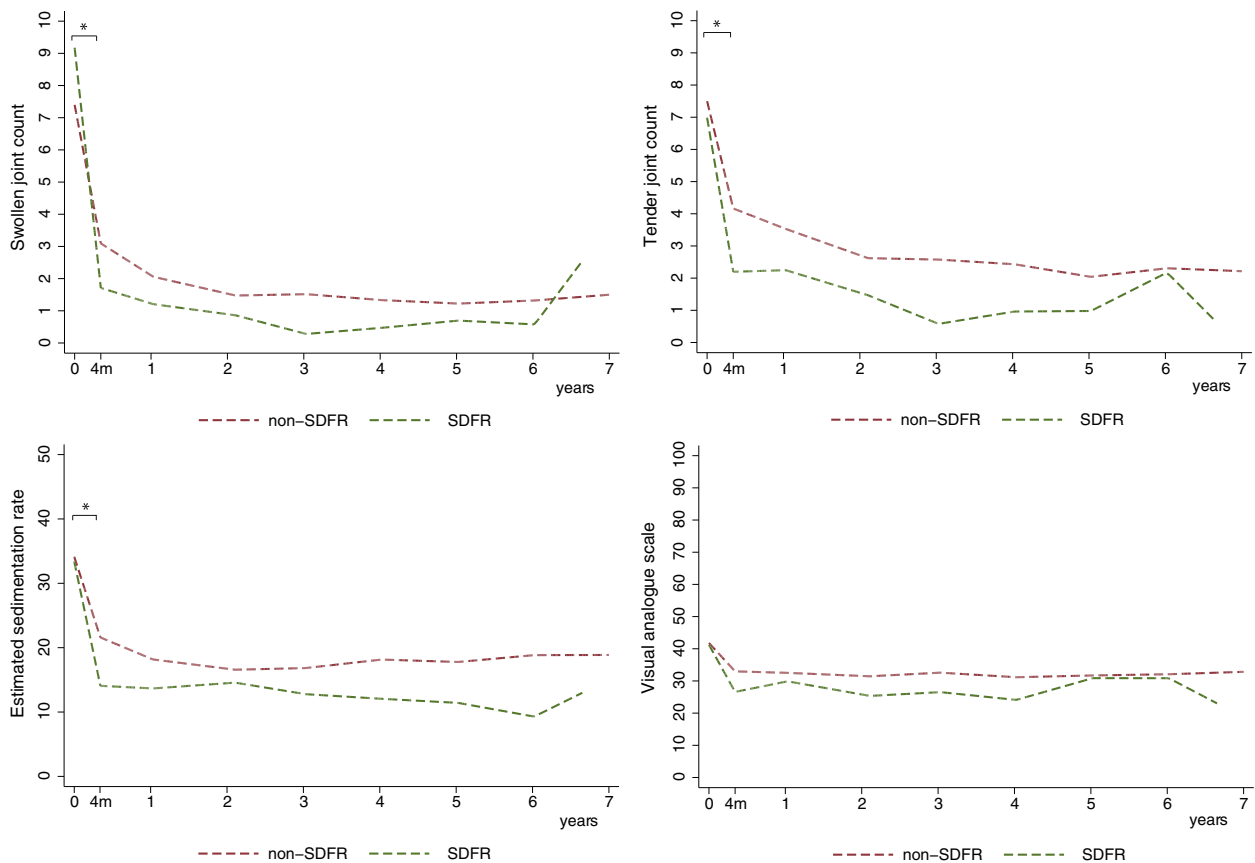 Swollen joint count
10
9
8
7
6
5
4
3
2
1
0
*
0 4m 1 2 3 4 5 6 7
years
non–SDFR SDFR
Tender joint count
10
9
8
7
6
5
4
3
2
1
0
*
0 4m 1 2 3 4 5 6 7
years
non–SDFR SDFR
Estimated sedimentation rate
50
40
30
20
10
0
*
0 4m 1 2 3 4 5 6 7
years
non–SDFR SDFR
Visual analogue scale
100
90
80
70
60
50
40
30
20
10
0
0 4m 1 2 3 4 5 6 7
years
non–SDFR SDFR